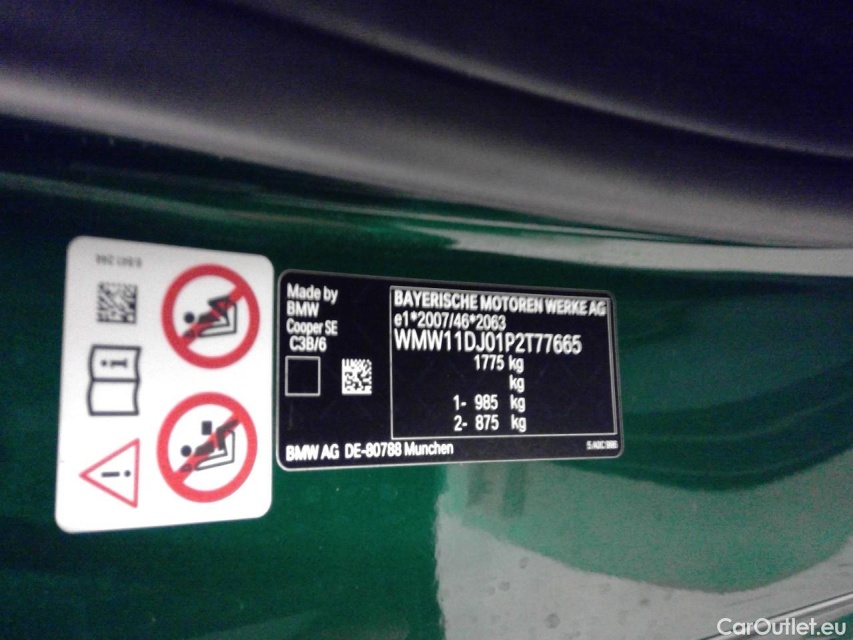 Made by
BMW
Cooper SE
C3B/6
BAYERISCHE MOTOREN WERKE AG
e1*2007/46*2063
WMW11DJ01P2T77665
1775 kg
kg
1- 985 kg
2- 875 kg
BMW AG DE-80788 Munchen
CarOutlet.eu